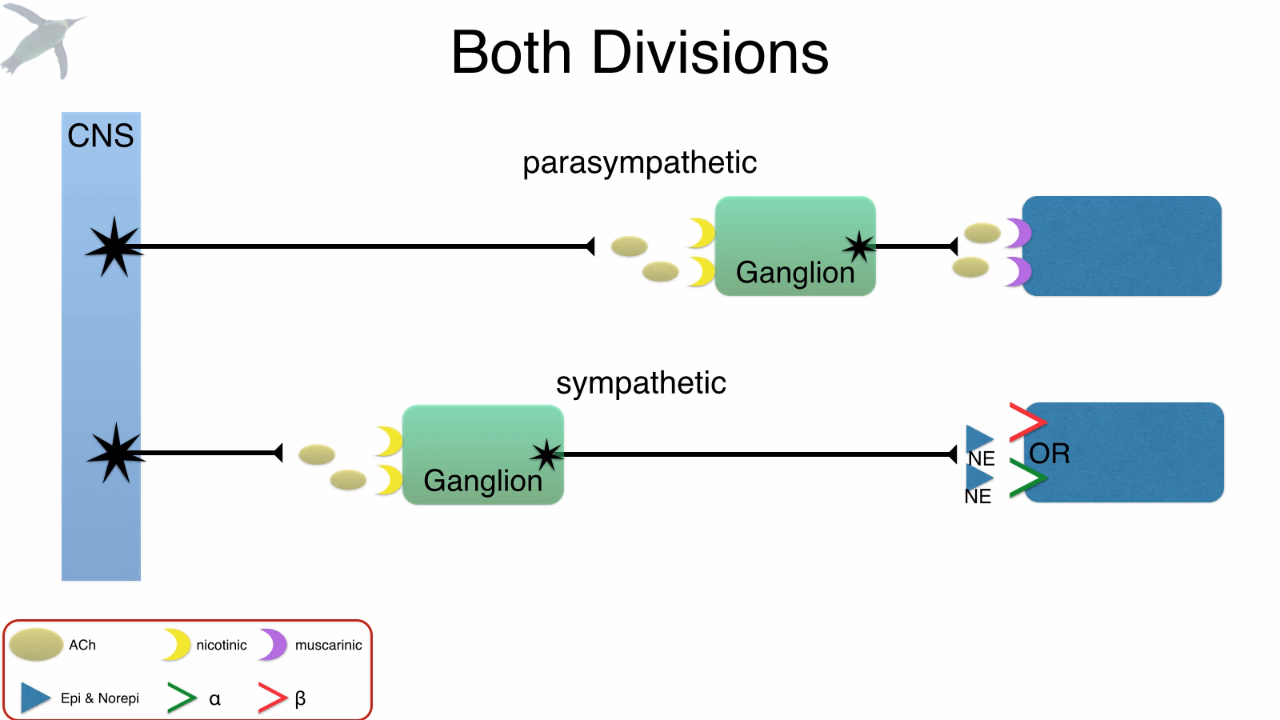 Both Divisions
CNS
parasympathetic
Ganglion
sympathetic
Ganglion
NE
OR
NE
ACh
nicotinic
muscarinic
Epi & Norepi
α
β